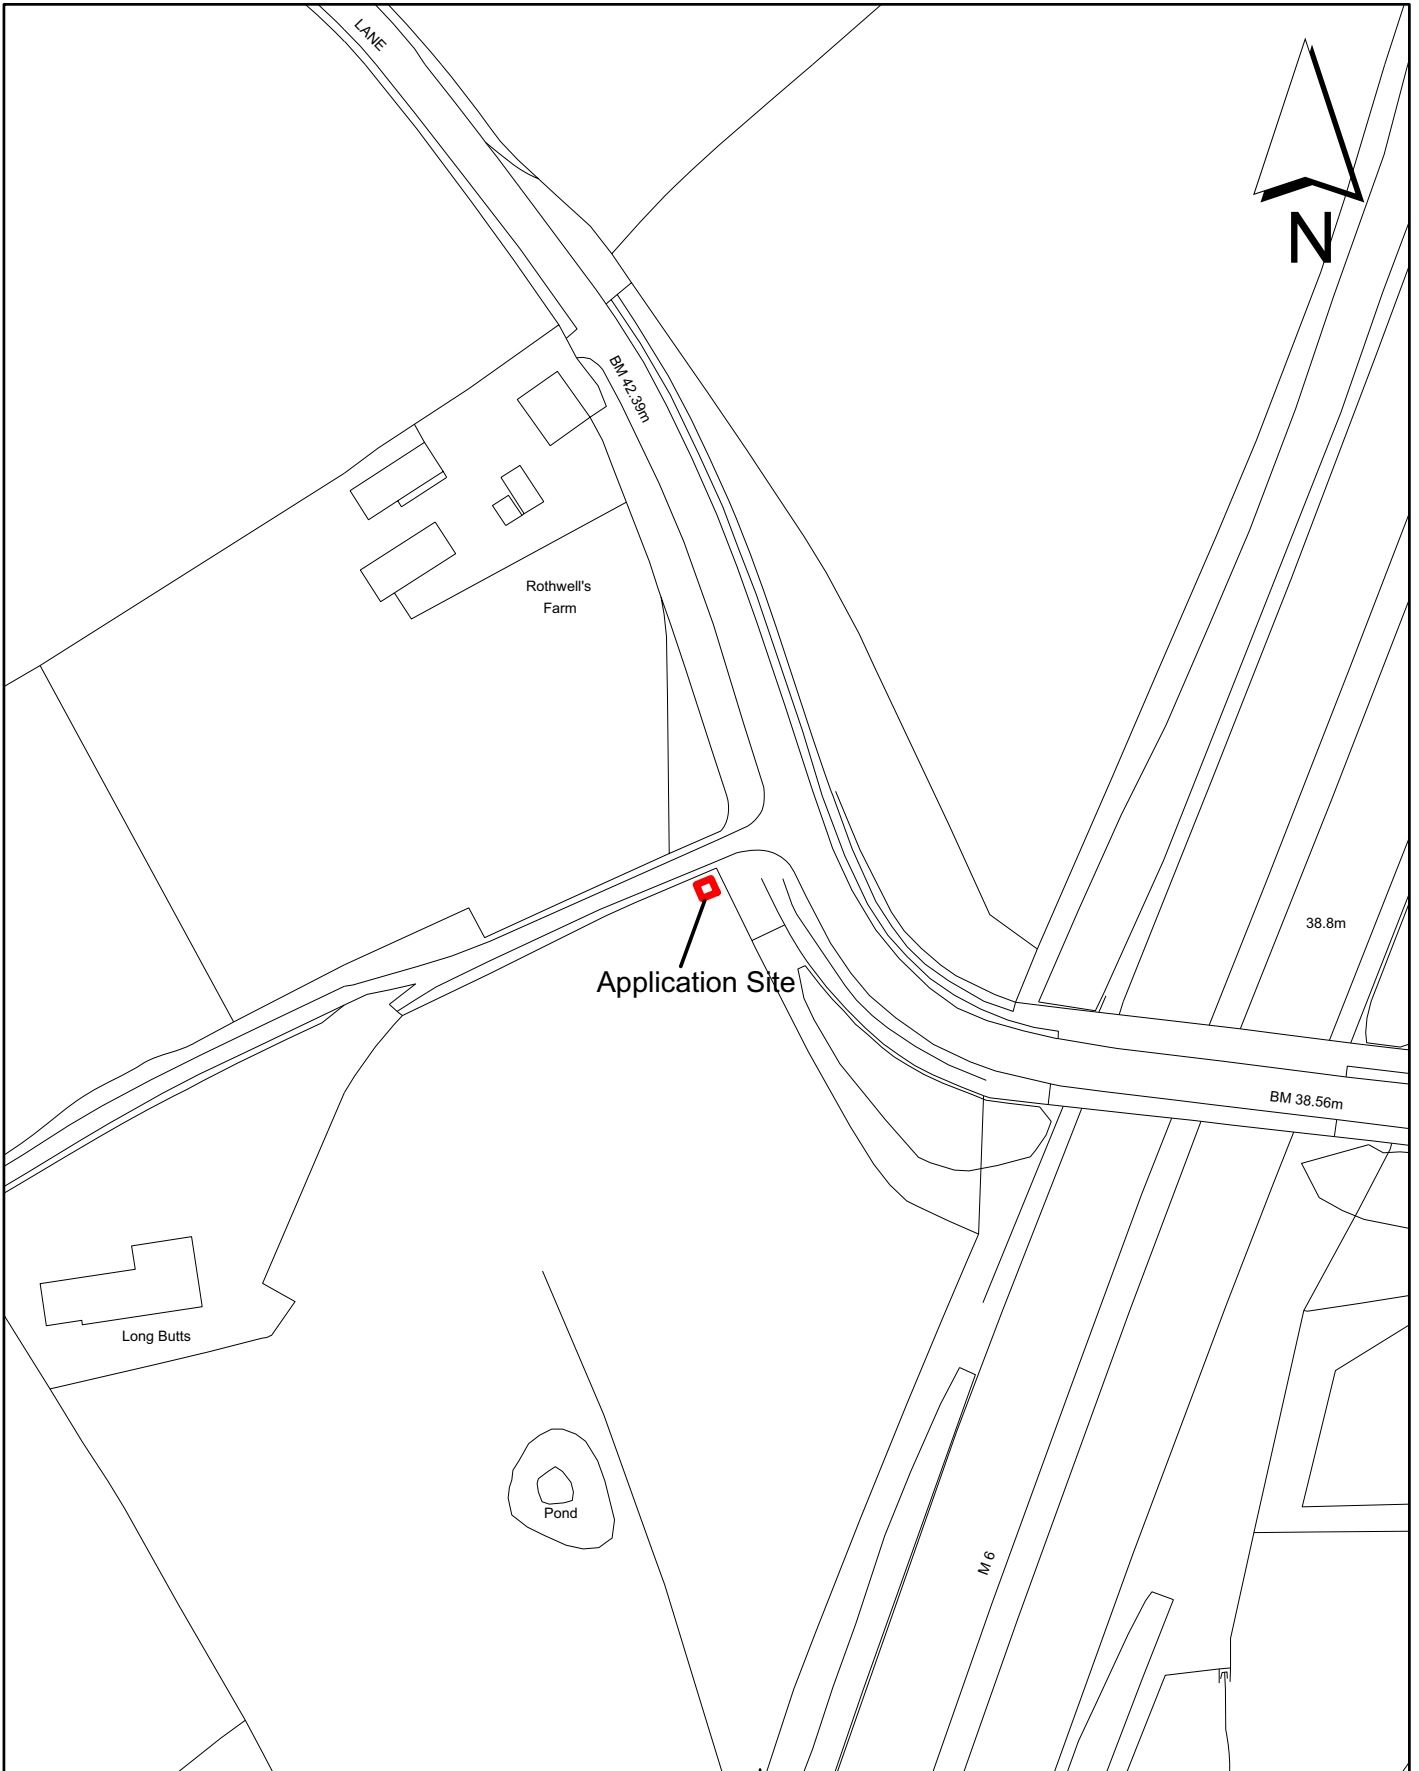 LANE
N
BM 42.39m
Rothwell's
Farm
38.8m
Application Site
BM 38.56m
Long Butts
Pond
M 6